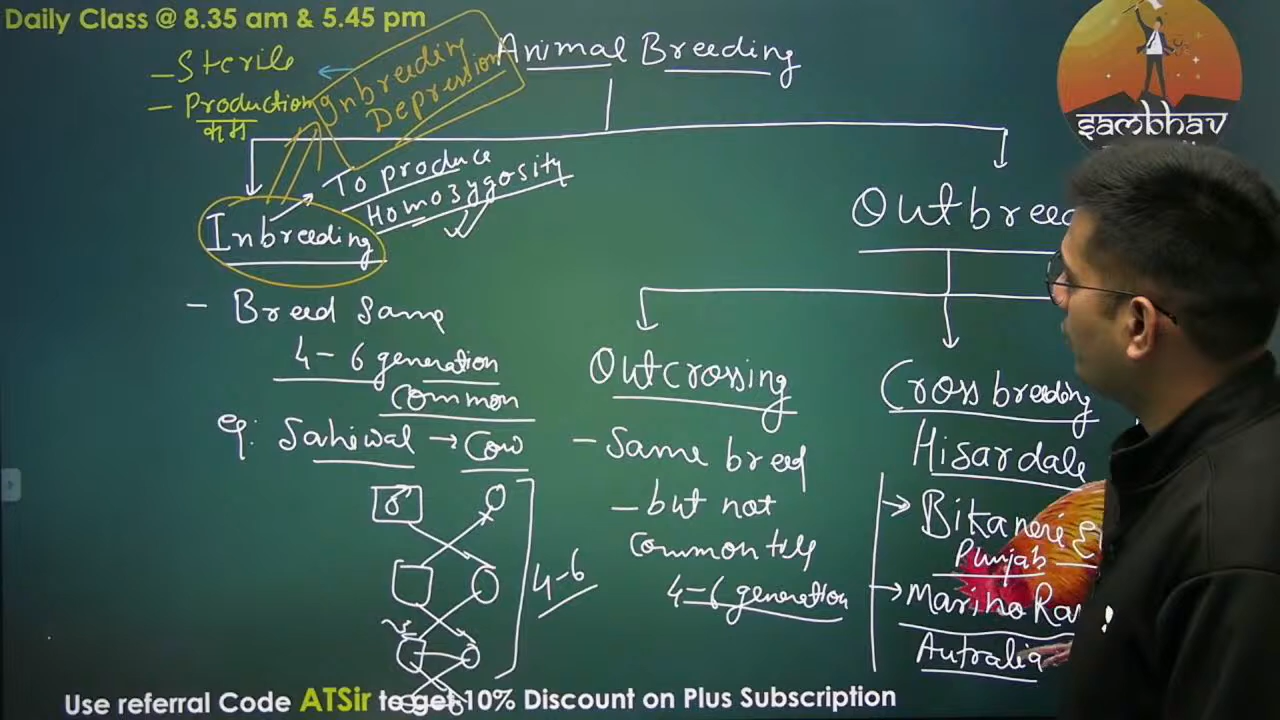 Daily Class @ 8.35 am & 5.45 pm
Animal Breeding
- Sterile
- Production
कम
Inbreeding
Depression
sambhav
To produce
Homozygosity
Inbreeding
Outbreed
- Breed Same
4-6 generation
Common
eg: Sahiwal → Cow
4-6
Outcrossing
- Same breed
- but not
Common till
4-6 generation
Cross breeding
Hisardale
→ Bikaneri E
Punjab
→ Marino Ra
Autralia
Use referral Code ATSir to get 10% Discount on Plus Subscription